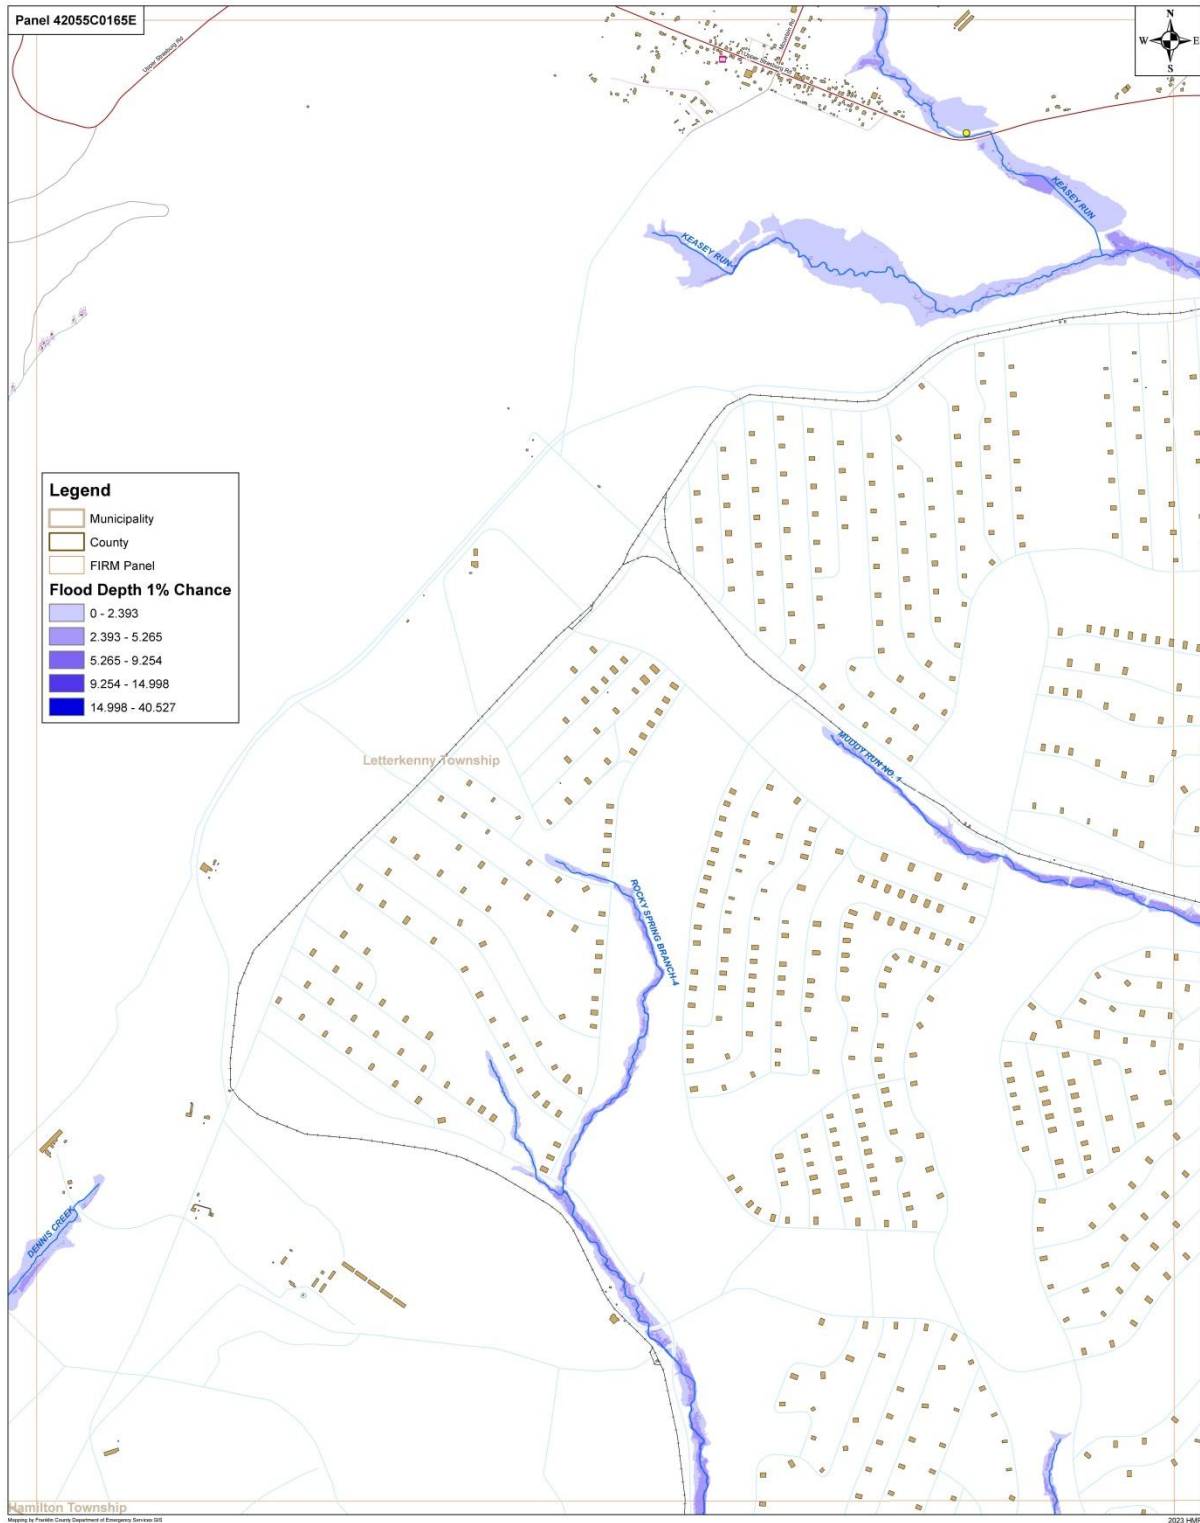 Panel 42055C0165E
N
W E
S
Upper Strasburg Rd
Mountain Rd
Upper Strasburg Rd
KEASEY RUN
KEASEY RUN
Legend
Municipality
County
FIRM Panel
Flood Depth 1% Chance
0 - 2.393
2.393 - 5.265
5.265 - 9.254
9.254 - 14.998
14.998 - 40.527
Letterkenny Township
MUDDY RUN NO. 1
ROCKY SPRING BRANCH-4
DENNIS CREEK
Hamilton Township
Mapping by Franklin County Department of Emergency Services GIS
2023 HMP